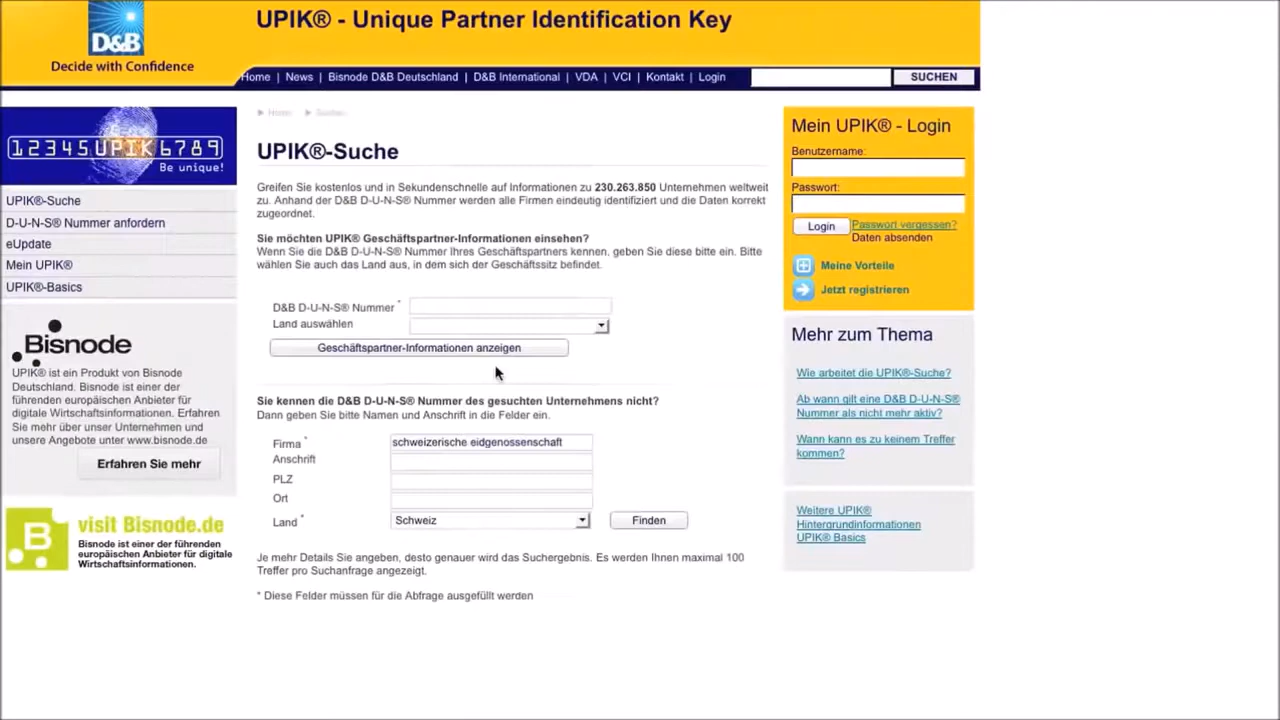 D&B
Decide with Confidence
UPIK® - Unique Partner Identification Key
Home | News | Bisnode D&B Deutschland | D&B International | VDA | VCI | Kontakt | Login
SUCHEN
12345UPIK6789
Be unique!
UPIK®-Suche
D-U-N-S® Nummer anfordern
eUpdate
Mein UPIK®
UPIK®-Basics
Bisnode
UPIK® ist ein Produkt von Bisnode
Deutschland. Bisnode ist einer der
führenden europäischen Anbieter für
digitale Wirtschaftsinformationen. Erfahren
Sie mehr über unser Unternehmen und
unsere Angebote unter www.bisnode.de
Erfahren Sie mehr
B
visit Bisnode.de
Bisnode ist einer der führenden
europäischen Anbieter für digitale
Wirtschaftsinformationen.
Home
Suche
UPIK®-Suche
Greifen Sie kostenlos und in Sekundenschnelle auf Informationen zu 230.263.850 Unternehmen weltweit
zu. Anhand der D&B D-U-N-S® Nummer werden alle Firmen eindeutig identifiziert und die Daten korrekt
zugeordnet.
Sie möchten UPIK® Geschäftspartner-Informationen einsehen?
Wenn Sie die D&B D-U-N-S® Nummer Ihres Geschäftspartners kennen, geben Sie diese bitte ein. Bitte
wählen Sie auch das Land aus, in dem sich der Geschäftssitz befindet.
D&B D-U-N-S® Nummer *
Land auswählen
Geschäftspartner-Informationen anzeigen
Sie kennen die D&B D-U-N-S® Nummer des gesuchten Unternehmens nicht?
Dann geben Sie bitte Namen und Anschrift in die Felder ein.
Firma * schweizerische eidgenossenschaft
Anschrift
PLZ
Ort
Land * Schweiz
Finden
Je mehr Details Sie angeben, desto genauer wird das Suchergebnis. Es werden Ihnen maximal 100
Treffer pro Suchanfrage angezeigt.
* Diese Felder müssen für die Abfrage ausgefüllt werden
Mein UPIK® - Login
Benutzername:
Passwort:
Login
Passwort vergessen?
Daten absenden
Meine Vorteile
Jetzt registrieren
Mehr zum Thema
Wie arbeitet die UPIK®-Suche?
Ab wann gilt eine D&B D-U-N-S®
Nummer als nicht mehr aktiv?
Wann kann es zu keinem Treffer
kommen?
Weitere UPIK®
Hintergrundinformationen
UPIK® Basics